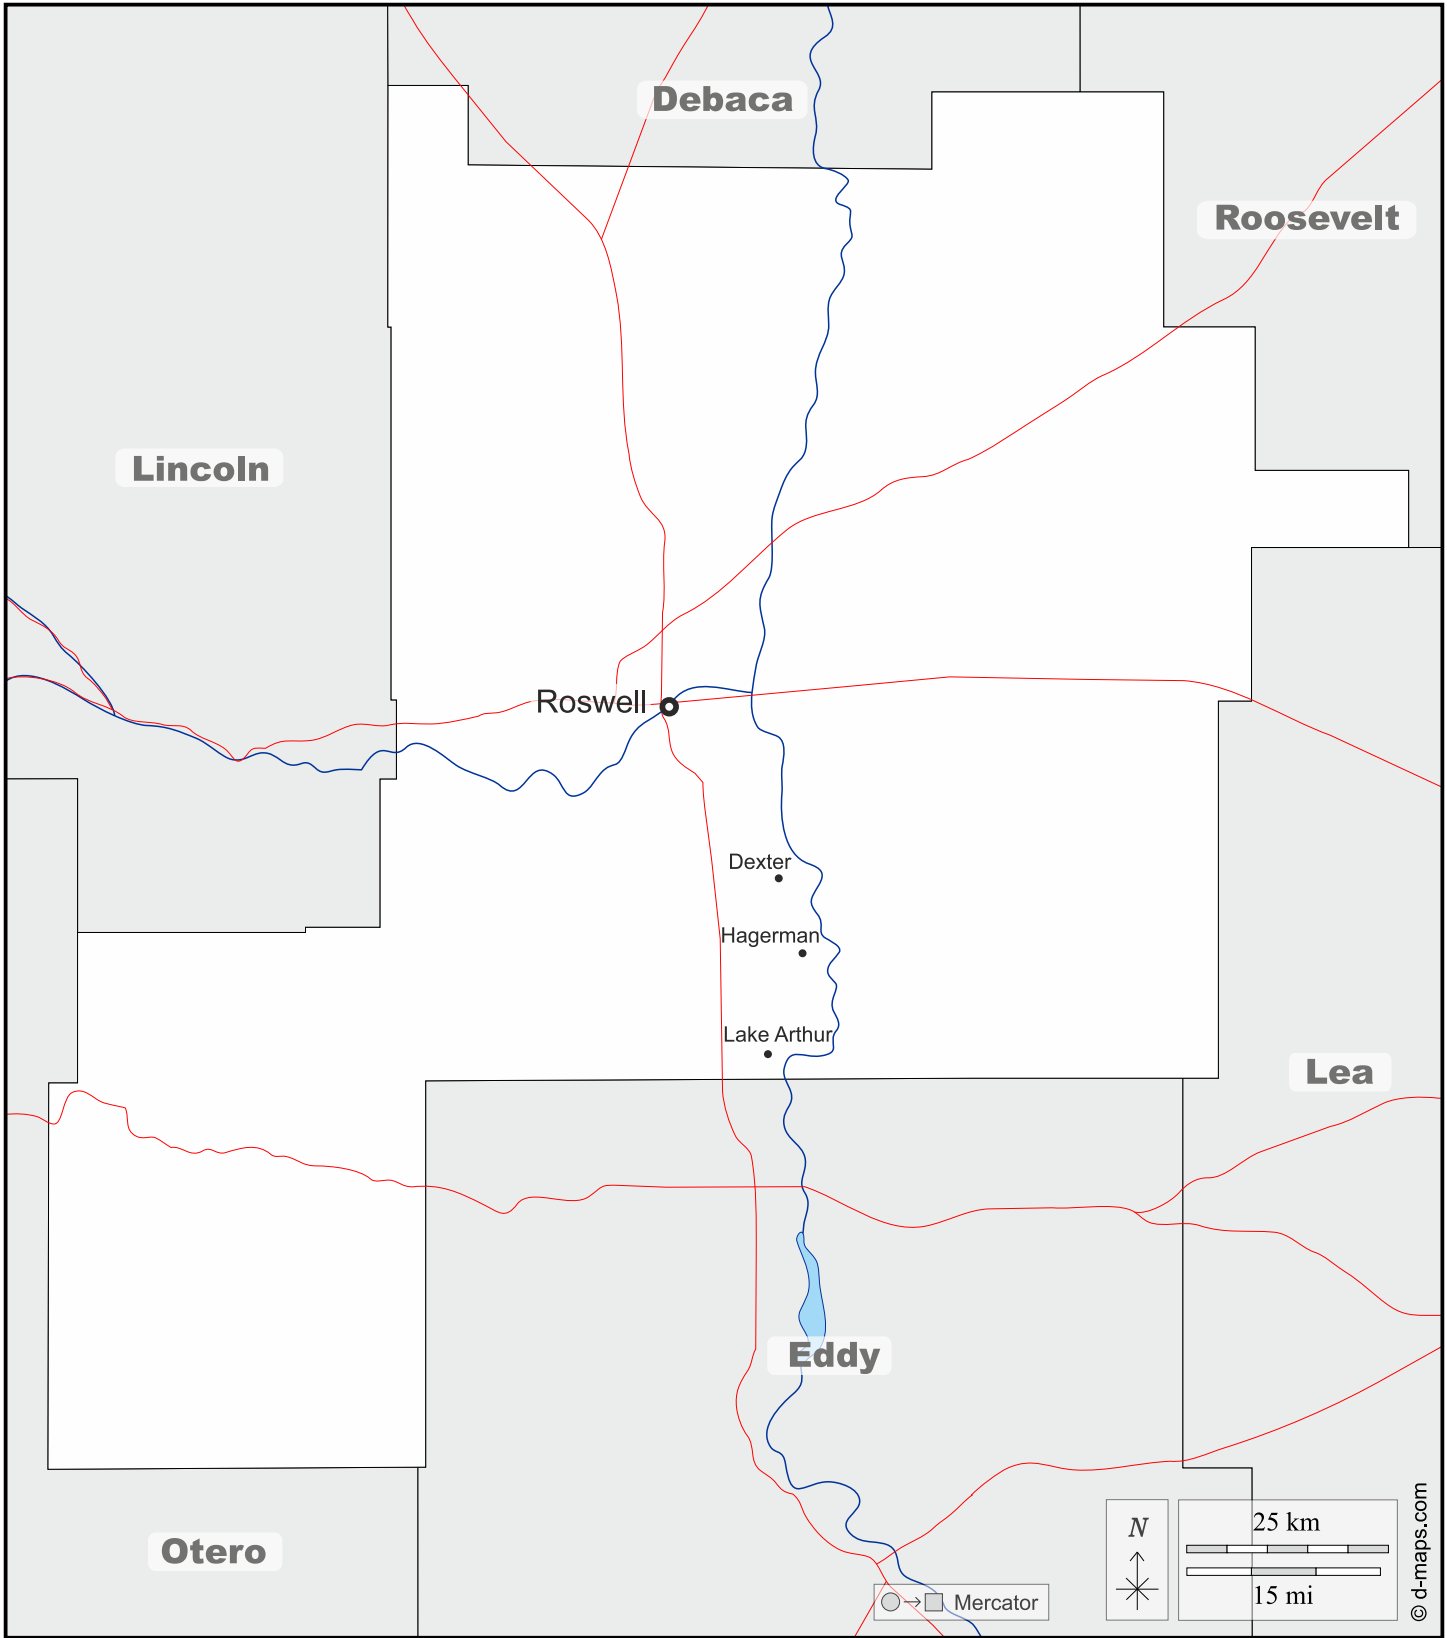 Debaca
Roosevelt
Lincoln
Roswell
Dexter
Hagerman
Lake Arthur
Lea
Eddy
Otero
N
25 km
15 mi
Mercator
© d-maps.com